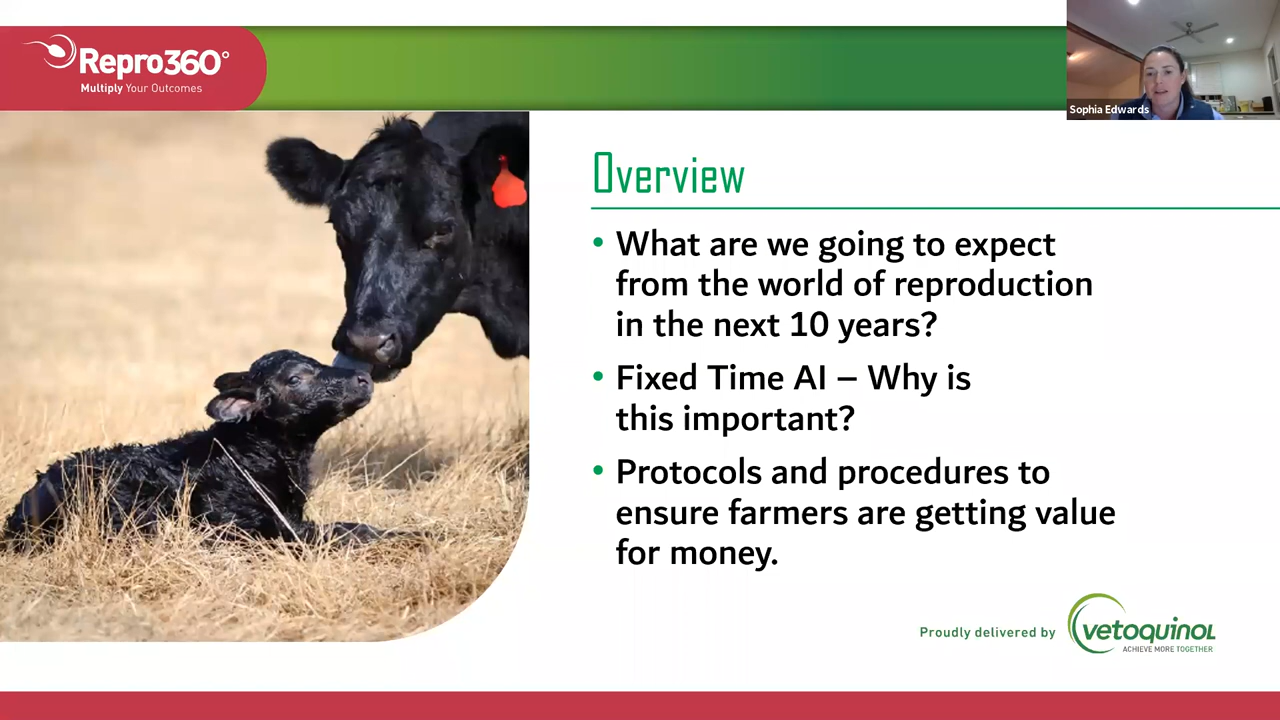 Repro360°
Multiply Your Outcomes
Sophia Edwards
Overview
• What are we going to expect
from the world of reproduction
in the next 10 years?
• Fixed Time AI – Why is
this important?
• Protocols and procedures to
ensure farmers are getting value
for money.
Proudly delivered by
vetoquinol
ACHIEVE MORE TOGETHER